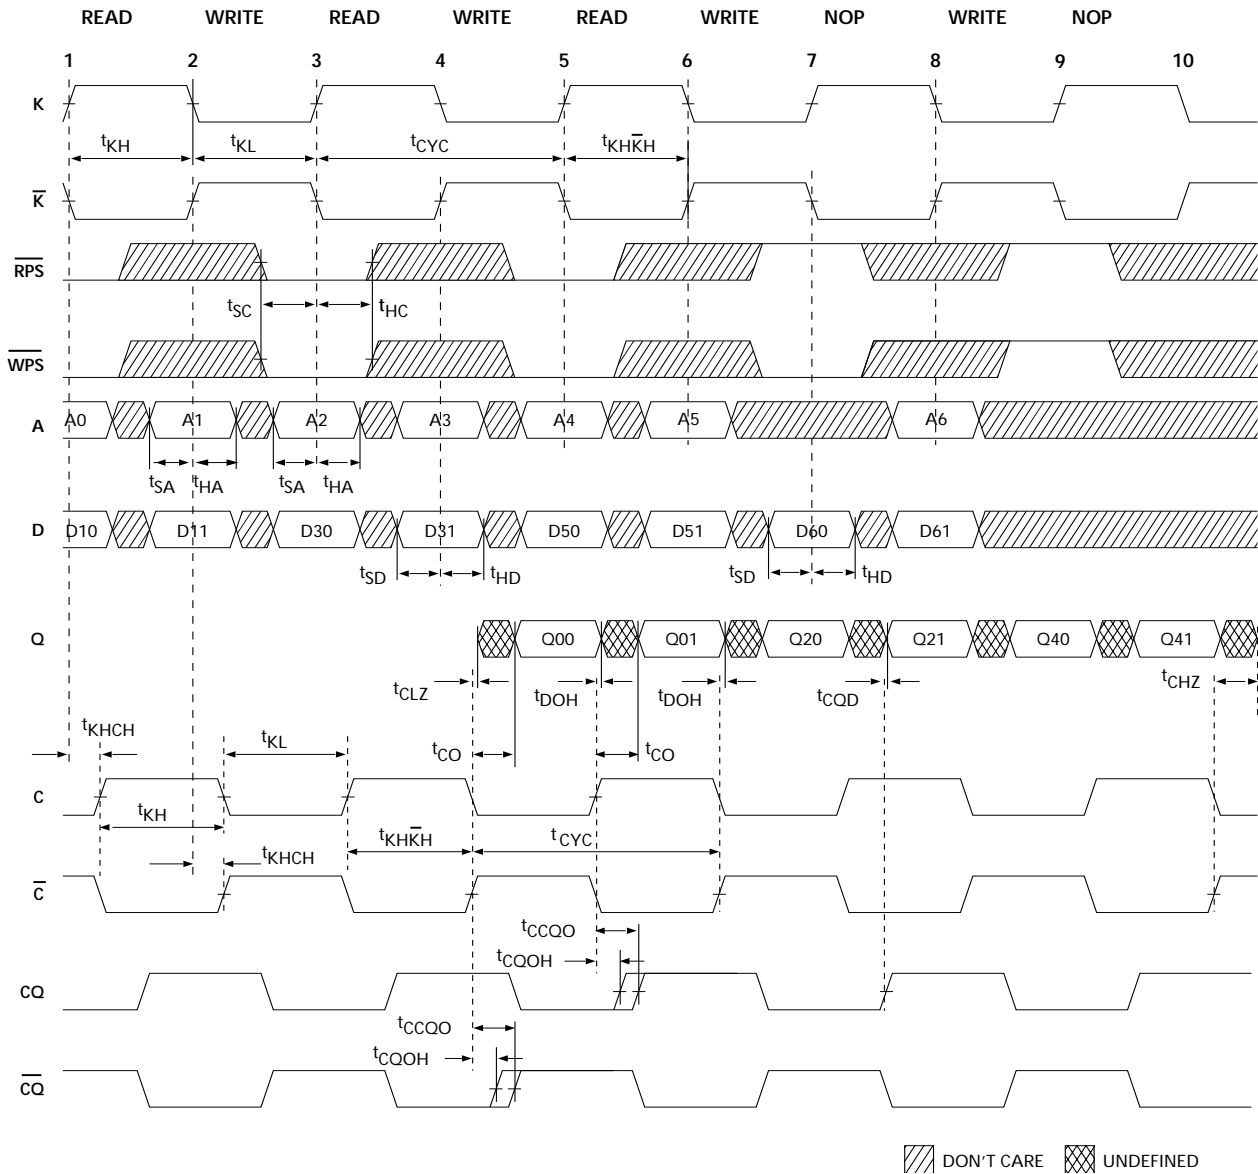 READ WRITE READ WRITE READ WRITE NOP WRITE NOP
1 2 3 4 5 6 7 8 9 10
K
tKH tKL tCYC tKHK̅H
K̅
R̅P̅S̅
tSC tHC
W̅P̅S̅
A A0 A1 A2 A3 A4 A5 A6
tSA tHA tSA tHA
D D10 D11 D30 D31 D50 D51 D60 D61
tSD tHD tSD tHD
Q Q00 Q01 Q20 Q21 Q40 Q41
tCLZ tDOH tDOH tCQD tCHZ
tKHCH tKL tCO tCO
C
tKH tKHK̅H tCYC
tKHCH
C̅
tCCQO
tCQOH
CQ
tCCQO
tCQOH
C̅Q̅
DON'T CARE UNDEFINED